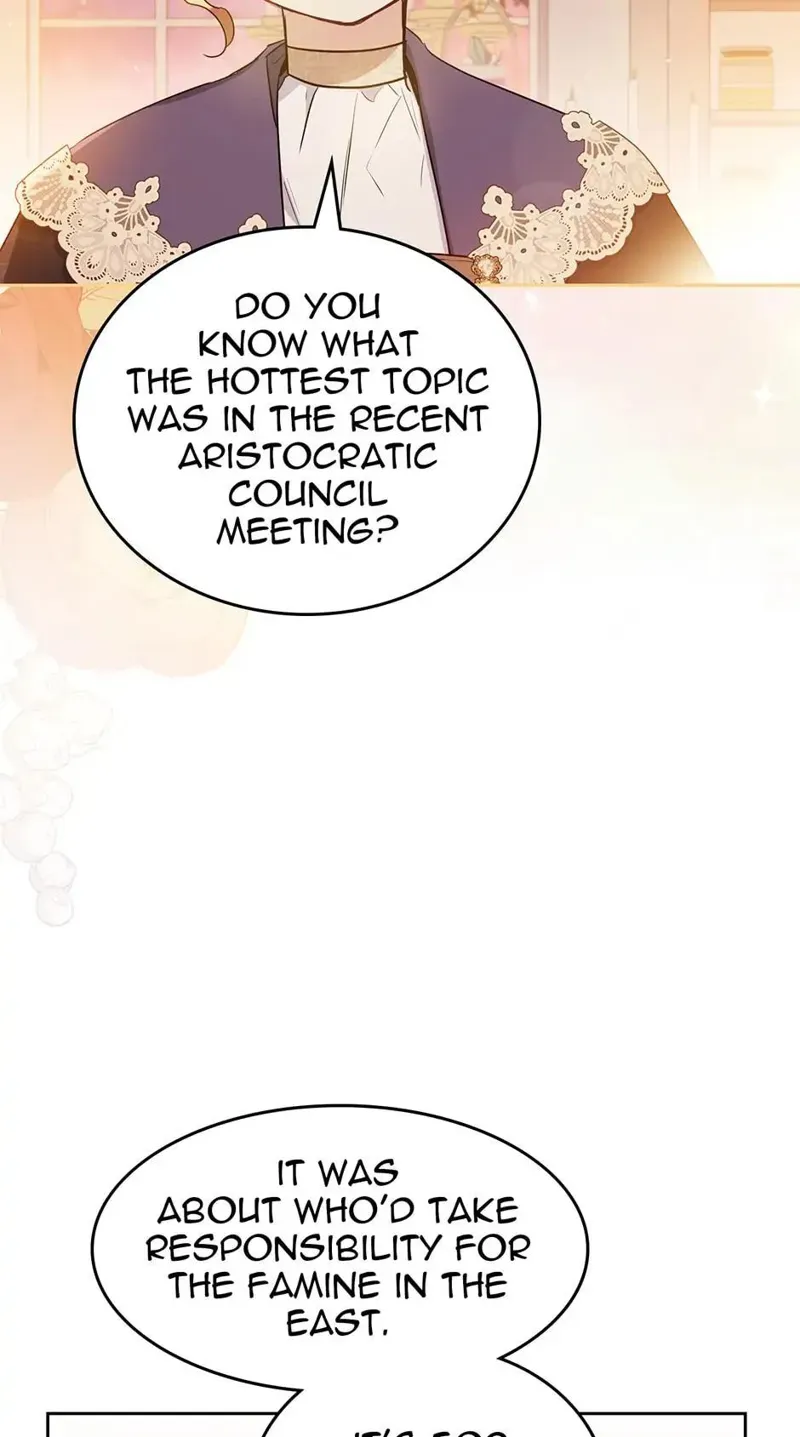 DO YOU
KNOW WHAT
THE HOTTEST TOPIC
WAS IN THE RECENT
ARISTOCRATIC
COUNCIL
MEETING?
IT WAS
ABOUT WHO'D TAKE
RESPONSIBILITY FOR
THE FAMINE IN THE
EAST.